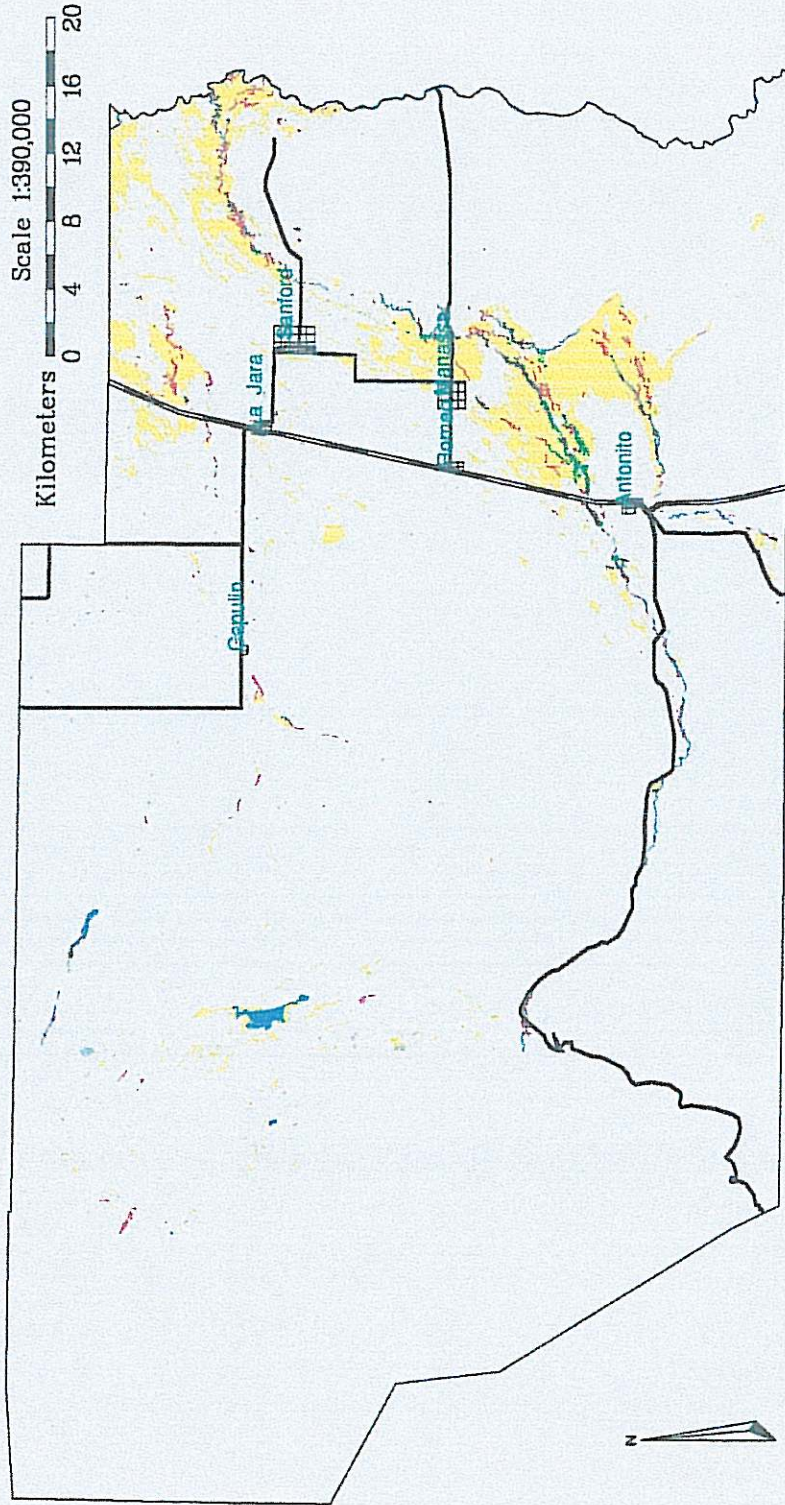 Scale 1:390,000
Kilometers 0 4 8 12 16 20
La Jara
Sanford
Capulin
Romeo
Manassa
Antonito
N